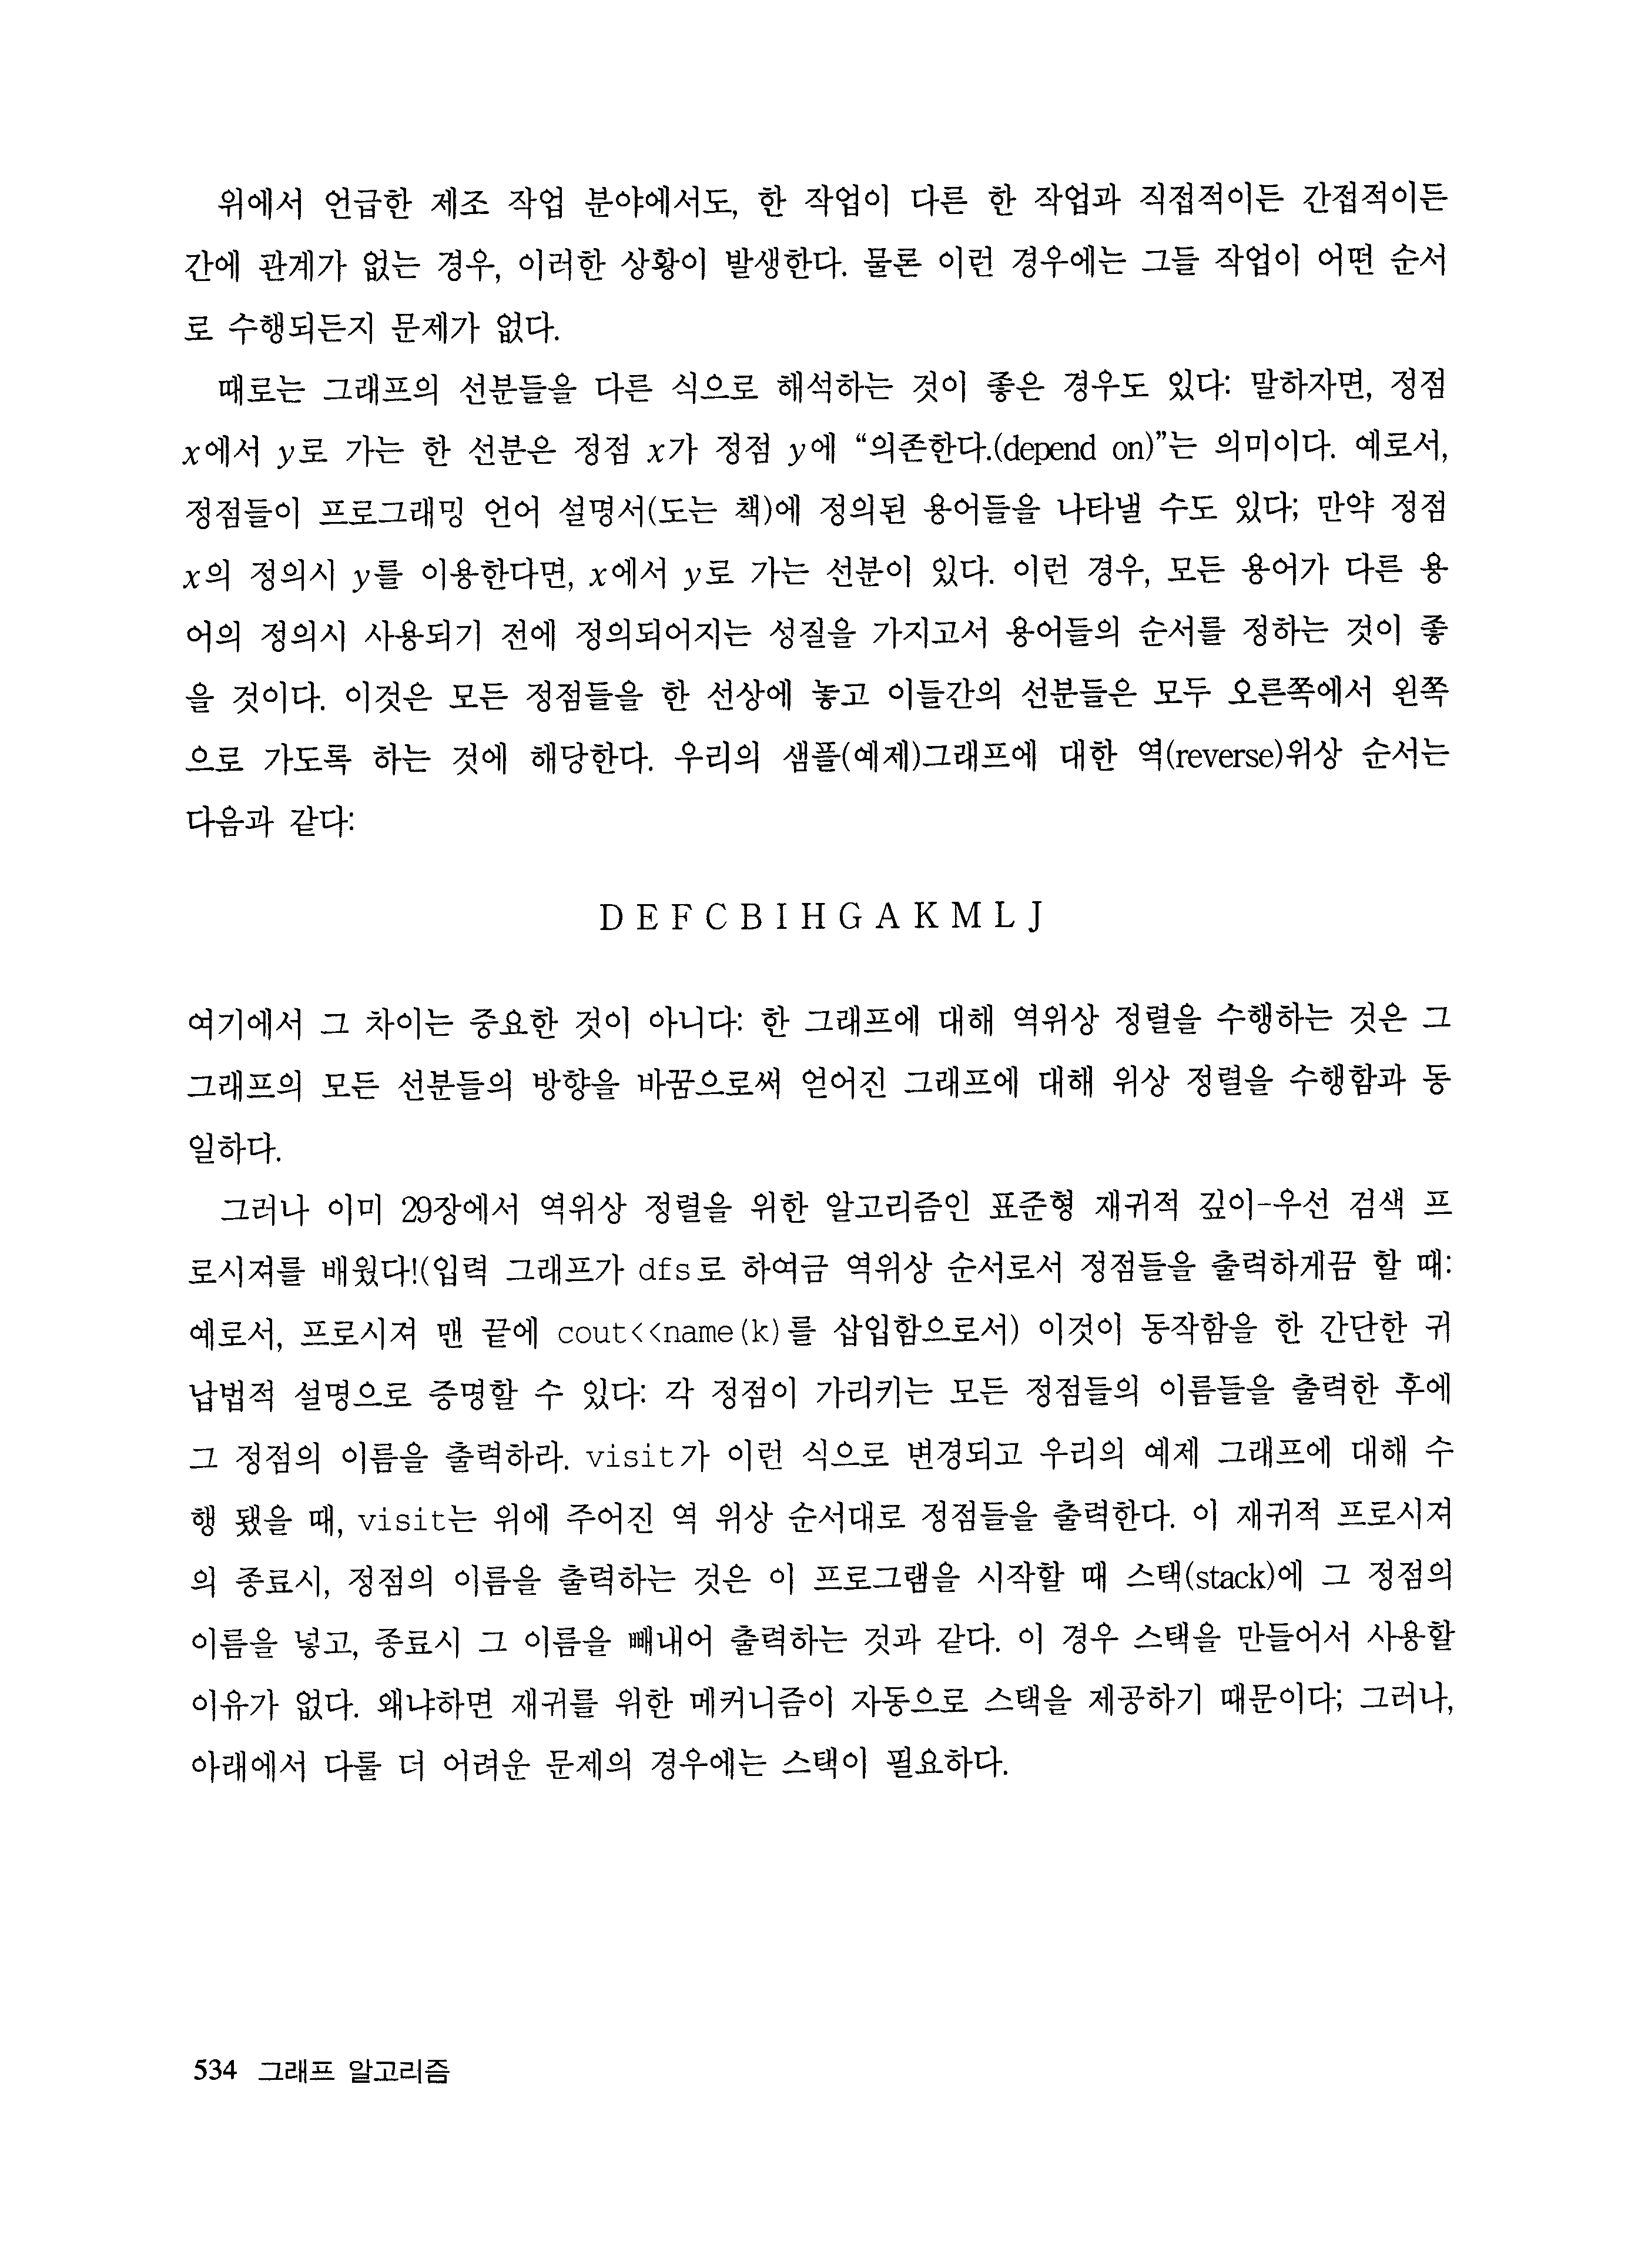 위에서 언급한 제조 작업 분야에서도, 한 작업이 다른 한 작업과 직접적이든 간접적이든
간에 관계가 없는 경우, 이러한 상황이 발생한다. 물론 이런 경우에는 그들 작업이 어떤 순서
로 수행되든지 문제가 없다.
때로는 그래프의 선분들을 다른 식으로 해석하는 것이 좋은 경우도 있다: 말하자면, 정점
x에서 y로 가는 한 선분은 정점 x가 정점 y에 “의존한다.(depend on)”는 의미이다. 예로서,
정점들이 프로그래밍 언어 설명서(도는 책)에 정의된 용어들을 나타낼 수도 있다; 만약 정점
x의 정의시 y를 이용한다면, x에서 y로 가는 선분이 있다. 이런 경우, 모든 용어가 다른 용
어의 정의시 사용되기 전에 정의되어지는 성질을 가지고서 용어들의 순서를 정하는 것이 좋
을 것이다. 이것은 모든 정점들을 한 선상에 놓고 이들간의 선분들은 모두 오른쪽에서 왼쪽
으로 가도록 하는 것에 해당한다. 우리의 샘플(예제)그래프에 대한 역(reverse)위상 순서는
다음과 같다:
D E F C B I H G A K M L J
여기에서 그 차이는 중요한 것이 아니다: 한 그래프에 대해 역위상 정렬을 수행하는 것은 그
그래프의 모든 선분들의 방향을 바꿈으로써 얻어진 그래프에 대해 위상 정렬을 수행함과 동
일하다.
그러나 이미 29장에서 역위상 정렬을 위한 알고리즘인 표준형 재귀적 깊이-우선 검색 프
로시져를 배웠다!(입력 그래프가 dfs로 하여금 역위상 순서로서 정점들을 출력하게끔 할 때:
예로서, 프로시져 맨 끝에 cout<<name(k)를 삽입함으로서) 이것이 동작함을 한 간단한 귀
납법적 설명으로 증명할 수 있다: 각 정점이 가리키는 모든 정점들의 이름들을 출력한 후에
그 정점의 이름을 출력하라. visit가 이런 식으로 변경되고 우리의 예제 그래프에 대해 수
행 됐을 때, visit는 위에 주어진 역 위상 순서대로 정점들을 출력한다. 이 재귀적 프로시져
의 종료시, 정점의 이름을 출력하는 것은 이 프로그램을 시작할 때 스택(stack)에 그 정점의
이름을 넣고, 종료시 그 이름을 빼내어 출력하는 것과 같다. 이 경우 스택을 만들어서 사용할
이유가 없다. 왜냐하면 재귀를 위한 메커니즘이 자동으로 스택을 제공하기 때문이다; 그러나,
아래에서 다룰 더 어려운 문제의 경우에는 스택이 필요하다.
534 그래프 알고리즘